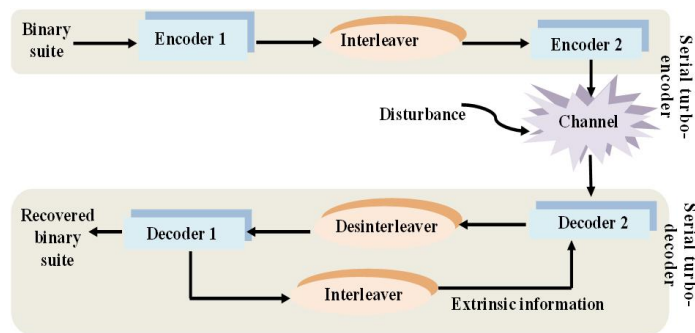 Binary
suite
Encoder 1
Interleaver
Encoder 2
Serial turbo-
encoder
Disturbance
Channel
Recovered
binary
suite
Decoder 1
Desinterleaver
Decoder 2
Serial turbo-
decoder
Interleaver
Extrinsic information